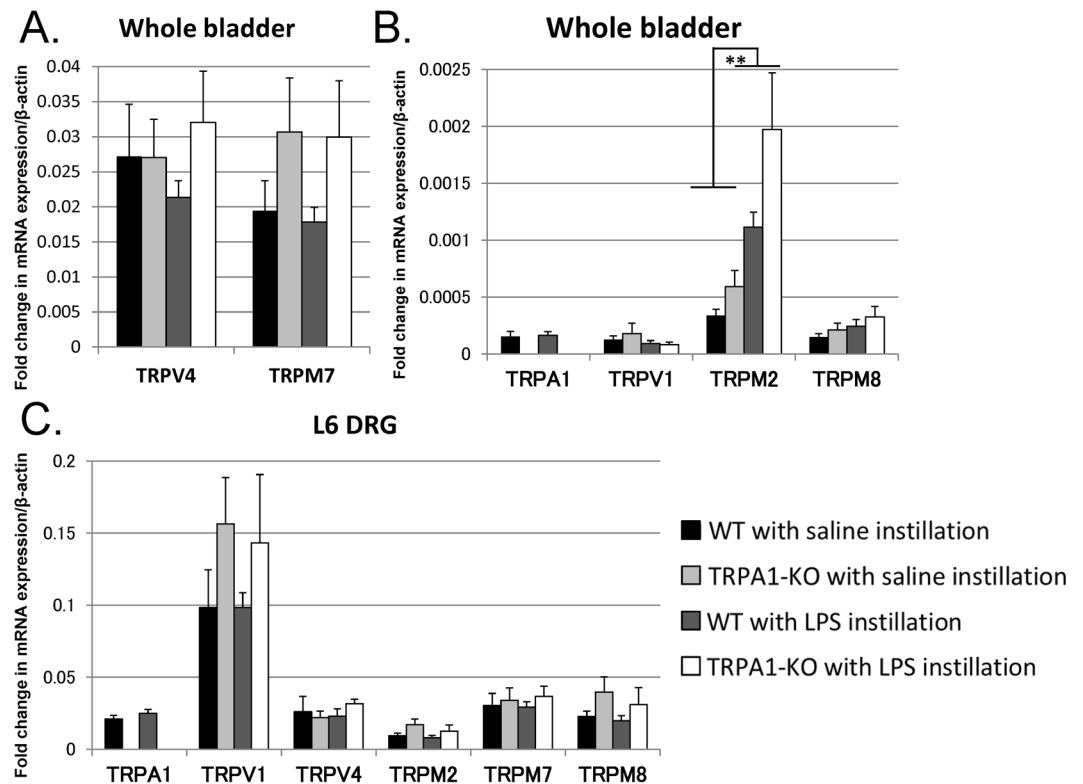 A.
Whole bladder
Fold change in mRNA expression/β-actin
0.04
0.035
0.03
0.025
0.02
0.015
0.01
0.005
0
TRPV4 TRPM7
B.
Whole bladder
Fold change in mRNA expression/β-actin
**
0.0025
0.002
0.0015
0.001
0.0005
0
TRPA1 TRPV1 TRPM2 TRPM8
C.
L6 DRG
Fold change in mRNA expression/β-actin
0.2
0.15
0.1
0.05
0
TRPA1 TRPV1 TRPV4 TRPM2 TRPM7 TRPM8
WT with saline instillation
TRPA1-KO with saline instillation
WT with LPS instillation
TRPA1-KO with LPS instillation